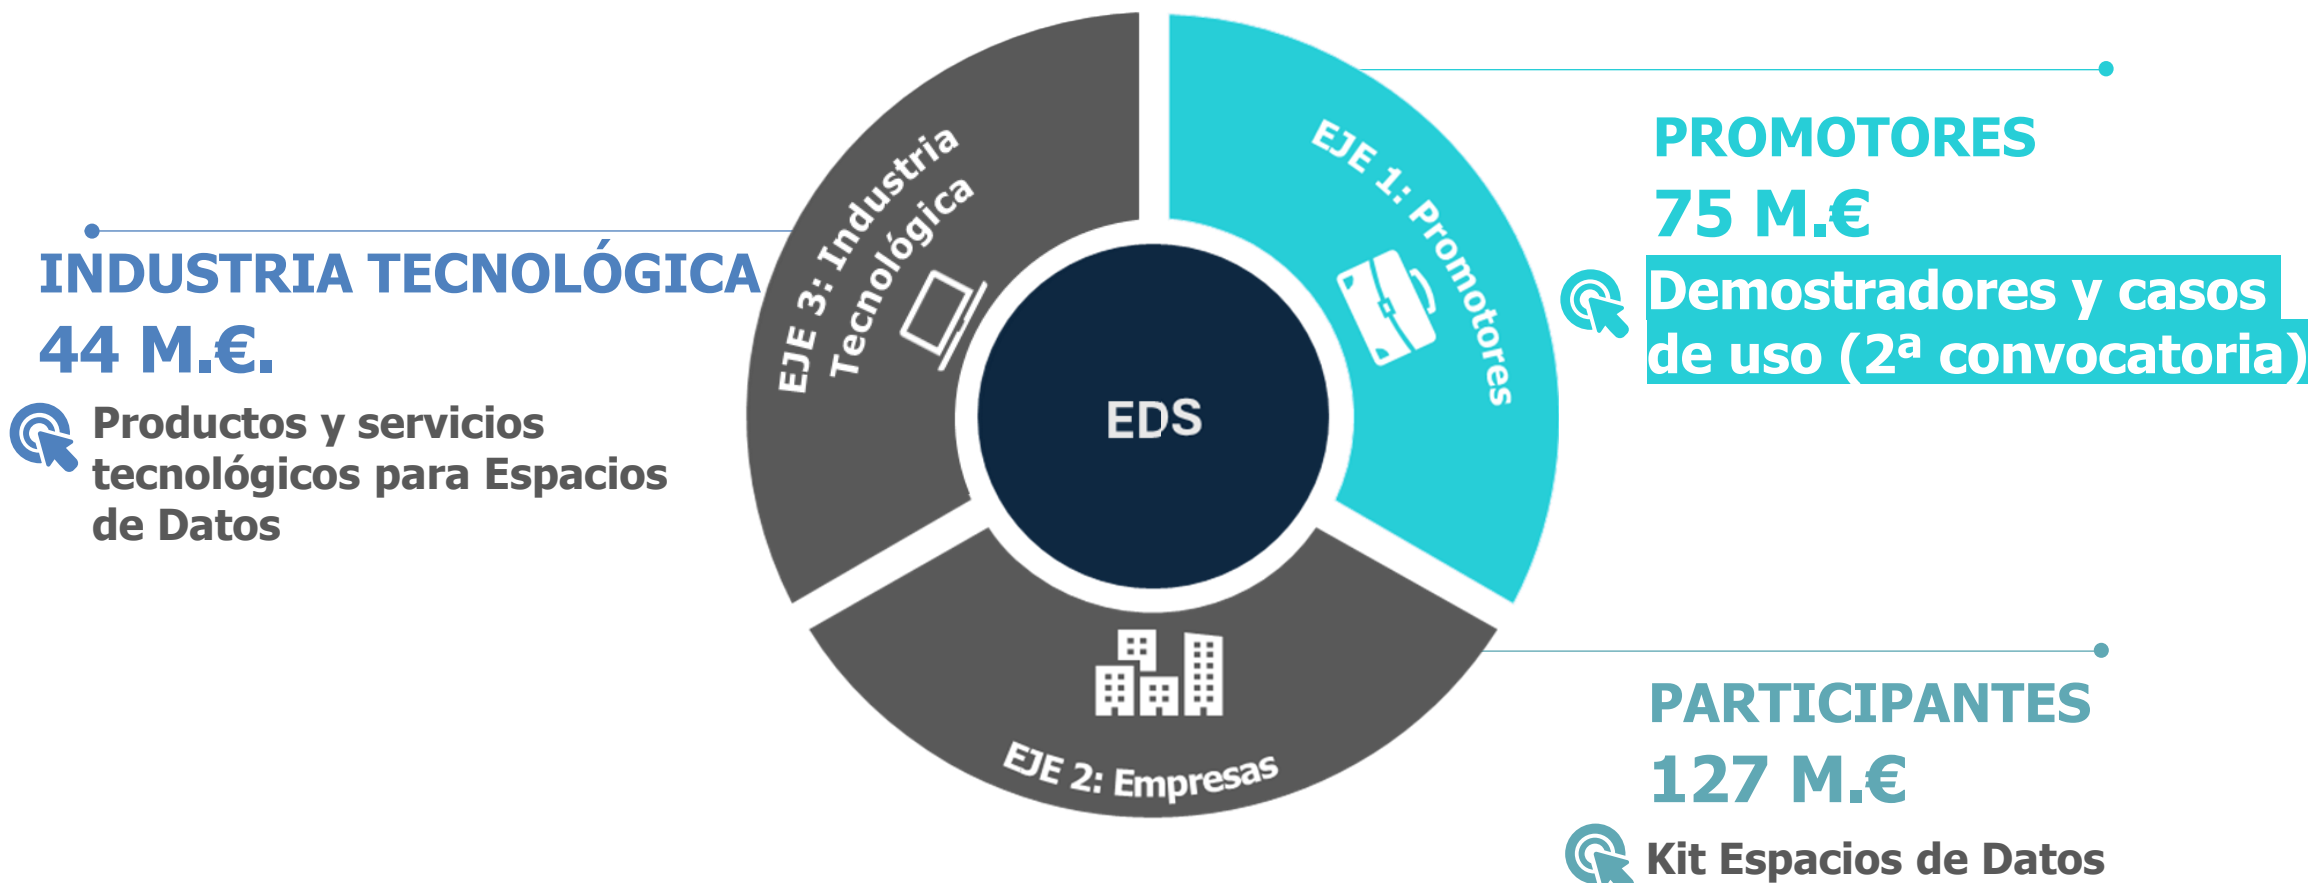 INDUSTRIA TECNOLÓGICA
44 M.€.
Productos y servicios
tecnológicos para Espacios
de Datos
EJE 3: Industria
Tecnológica
EJE 1: Promotores
EDS
EJE 2: Empresas
PROMOTORES
75 M.€
Demostradores y casos
de uso (2ª convocatoria)
PARTICIPANTES
127 M.€
Kit Espacios de Datos